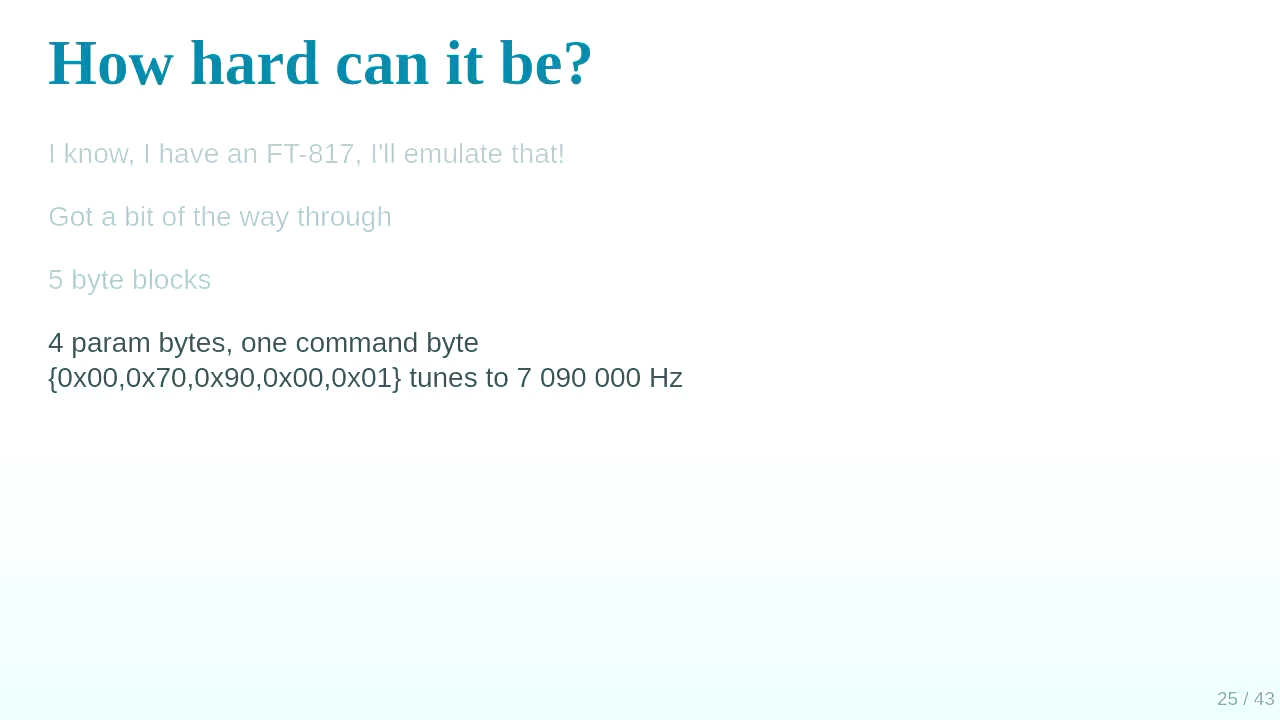 How hard can it be?
I know, I have an FT-817, I'll emulate that!
Got a bit of the way through
5 byte blocks
4 param bytes, one command byte
{0x00,0x70,0x90,0x00,0x01} tunes to 7 090 000 Hz
25 / 43